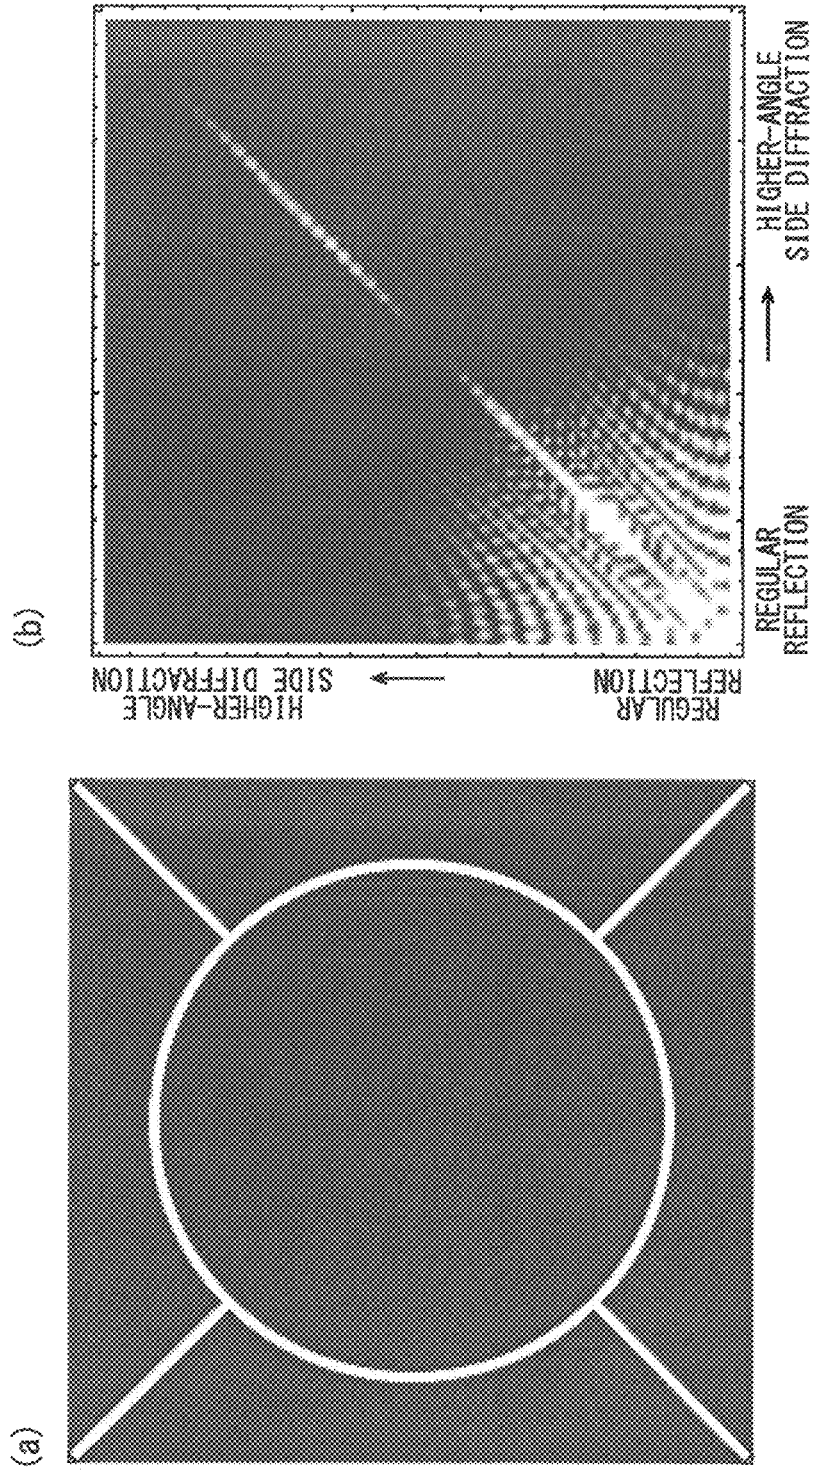 (a)
(b)
HIGHER-ANGLE
SIDE DIFFRACTION
REGULAR
REFLECTION
REGULAR
REFLECTION
HIGHER-ANGLE
SIDE DIFFRACTION